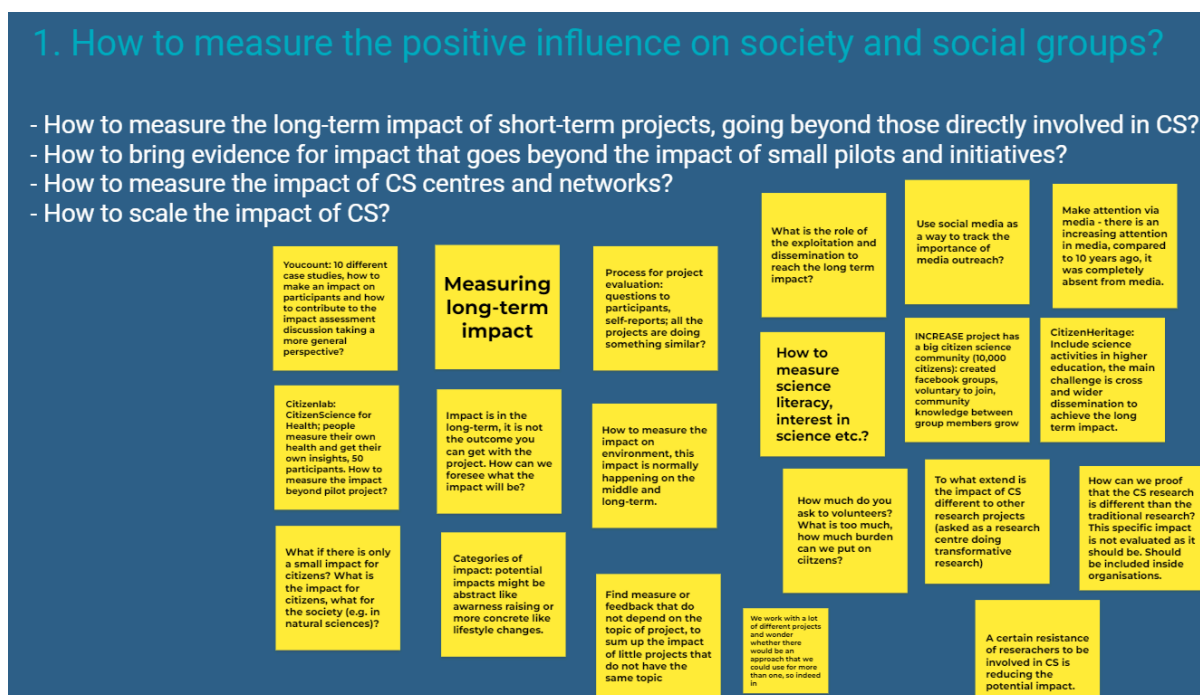 1. How to measure the positive influence on society and social groups?
- How to measure the long-term impact of short-term projects, going beyond those directly involved in CS?
- How to bring evidence for impact that goes beyond the impact of small pilots and initiatives?
- How to measure the impact of CS centres and networks?
- How to scale the impact of CS?
Youcount: 10 different
case studies, how to
make an impact on
participants and how
to contribute to the
impact assessment
discussion taking a
more general
perspective?
Measuring
long-term
impact
Process for project
evaluation:
questions to
participants,
self-reports; all the
projects are doing
something similar?
What is the role of
the exploitation and
dissemination to
reach the long term
impact?
Use social media as
a way to track the
importance of
media outreach?
Make attention via
media - there is an
increasing attention
in media, compared
to 10 years ago, it
was completely
absent from media.
Citizenlab:
CitizenScience for
Health; people
measure their own
health and get their
own insights, 50
participants. How to
measure the impact
beyond pilot project?
Impact is in the
long-term, it is not
the outcome you
can get with the
project. How can we
foresee what the
impact will be?
How to measure the
impact on
environment, this
impact is normally
happening on the
middle and
long-term.
How to
measure
science
literacy,
interest in
science etc.?
INCREASE project has
a big citizen science
community (10,000
citizens): created
facebook groups,
voluntary to join,
community
knowledge between
group members grow
CitizenHeritage:
Include science
activities in higher
education, the main
challenge is cross
and wider
dissemination to
achieve the long
term impact.
What if there is only
a small impact for
citizens? What is
the impact for
citizens, what for
the society (e.g. in
natural sciences)?
Categories of
impact: potential
impacts might be
abstract like
awarness raising or
more concrete like
lifestyle changes.
Find measure or
feedback that do
not depend on the
topic of project, to
sum up the impact
of little projects that
do not have the
same topic
How much do you
ask to volunteers?
What is too much,
how much burden
can we put on
ciitzens?
To what extend is
the impact of CS
different to other
research projects
(asked as a research
centre doing
transformative
research)
How can we proof
that the CS research
is different than the
traditional research?
This specific impact
is not evaluated as it
should be. Should
be included inside
organisations.
We work with a lot
of different projects
and wonder
whether there
would be an
approach that we
could use for more
than one, so indeed
in
A certain resistance
of reserachers to be
involved in CS is
reducing the
potential impact.